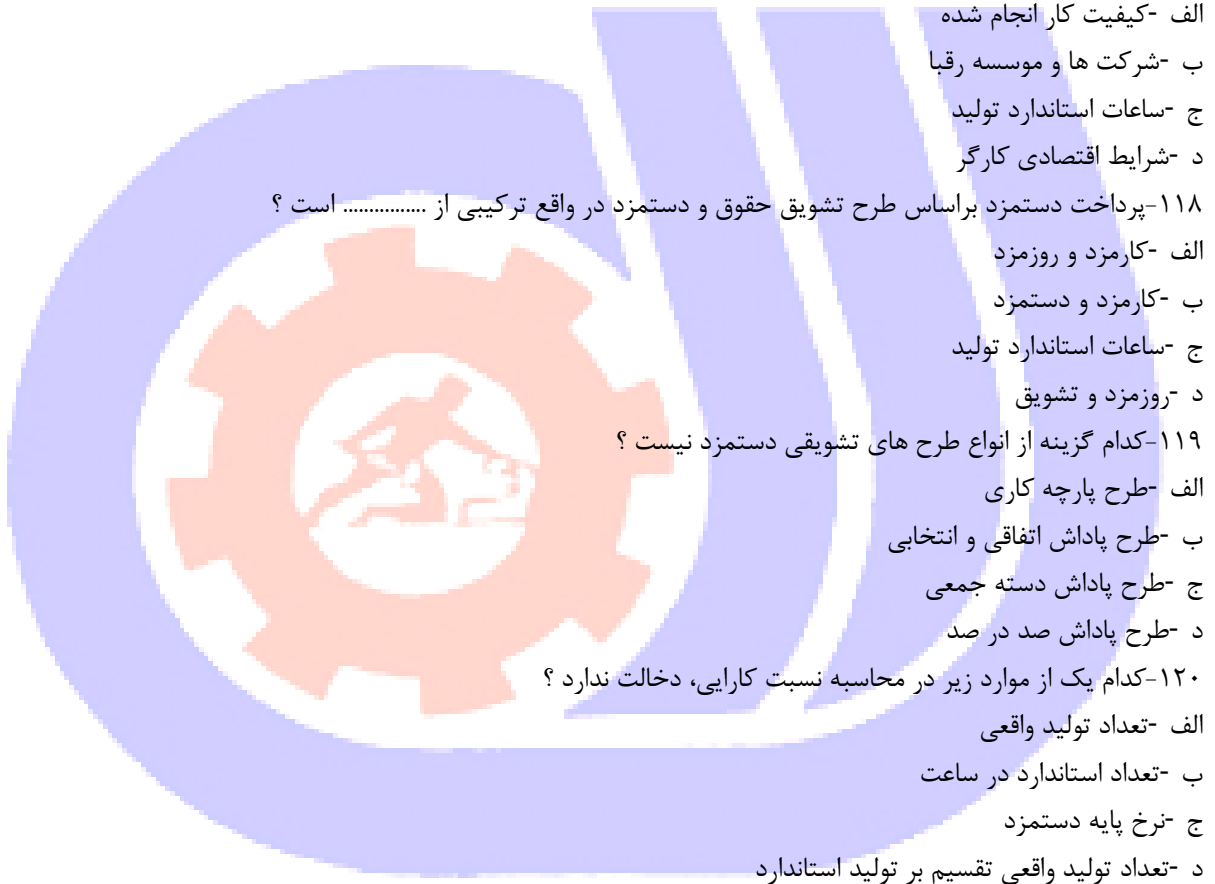 الف -کیفیت کار انجام شده
ب -شرکت ها و موسسه رقبا
ج -ساعات استاندارد تولید
د -شرایط اقتصادی کارگر
۱۱۸-پرداخت دستمزد براساس طرح تشویق حقوق و دستمزد در واقع ترکیبی از ................ است ؟
الف -کارمزد و روزمزد
ب -کارمزد و دستمزد
ج -ساعات استاندارد تولید
د -روزمزد و تشویق
۱۱۹-کدام گزینه از انواع طرح های تشویقی دستمزد نیست ؟
الف -طرح پارچه کاری
ب -طرح پاداش اتفاقی و انتخابی
ج -طرح پاداش دسته جمعی
د -طرح پاداش صد در صد
۱۲۰-کدام یک از موارد زیر در محاسبه نسبت کارایی، دخالت ندارد ؟
الف -تعداد تولید واقعی
ب -تعداد استاندارد در ساعت
ج -نرخ پایه دستمزد
د -تعداد تولید واقعی تقسیم بر تولید استاندارد